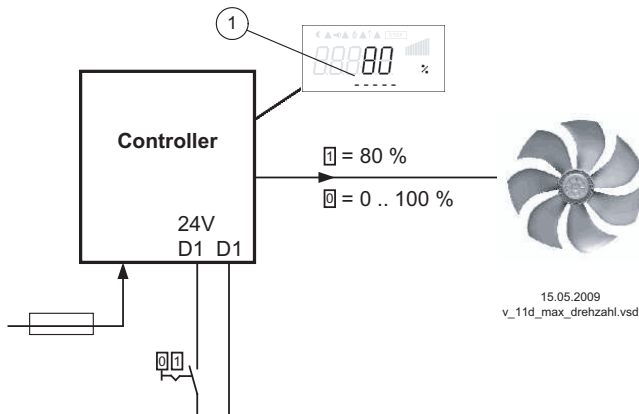 1
80
%
Controller
1 = 80 %
0 = 0 .. 100 %
24V
D1 D1
15.05.2009
v_11d_max_drehzahl.vsd
0 1